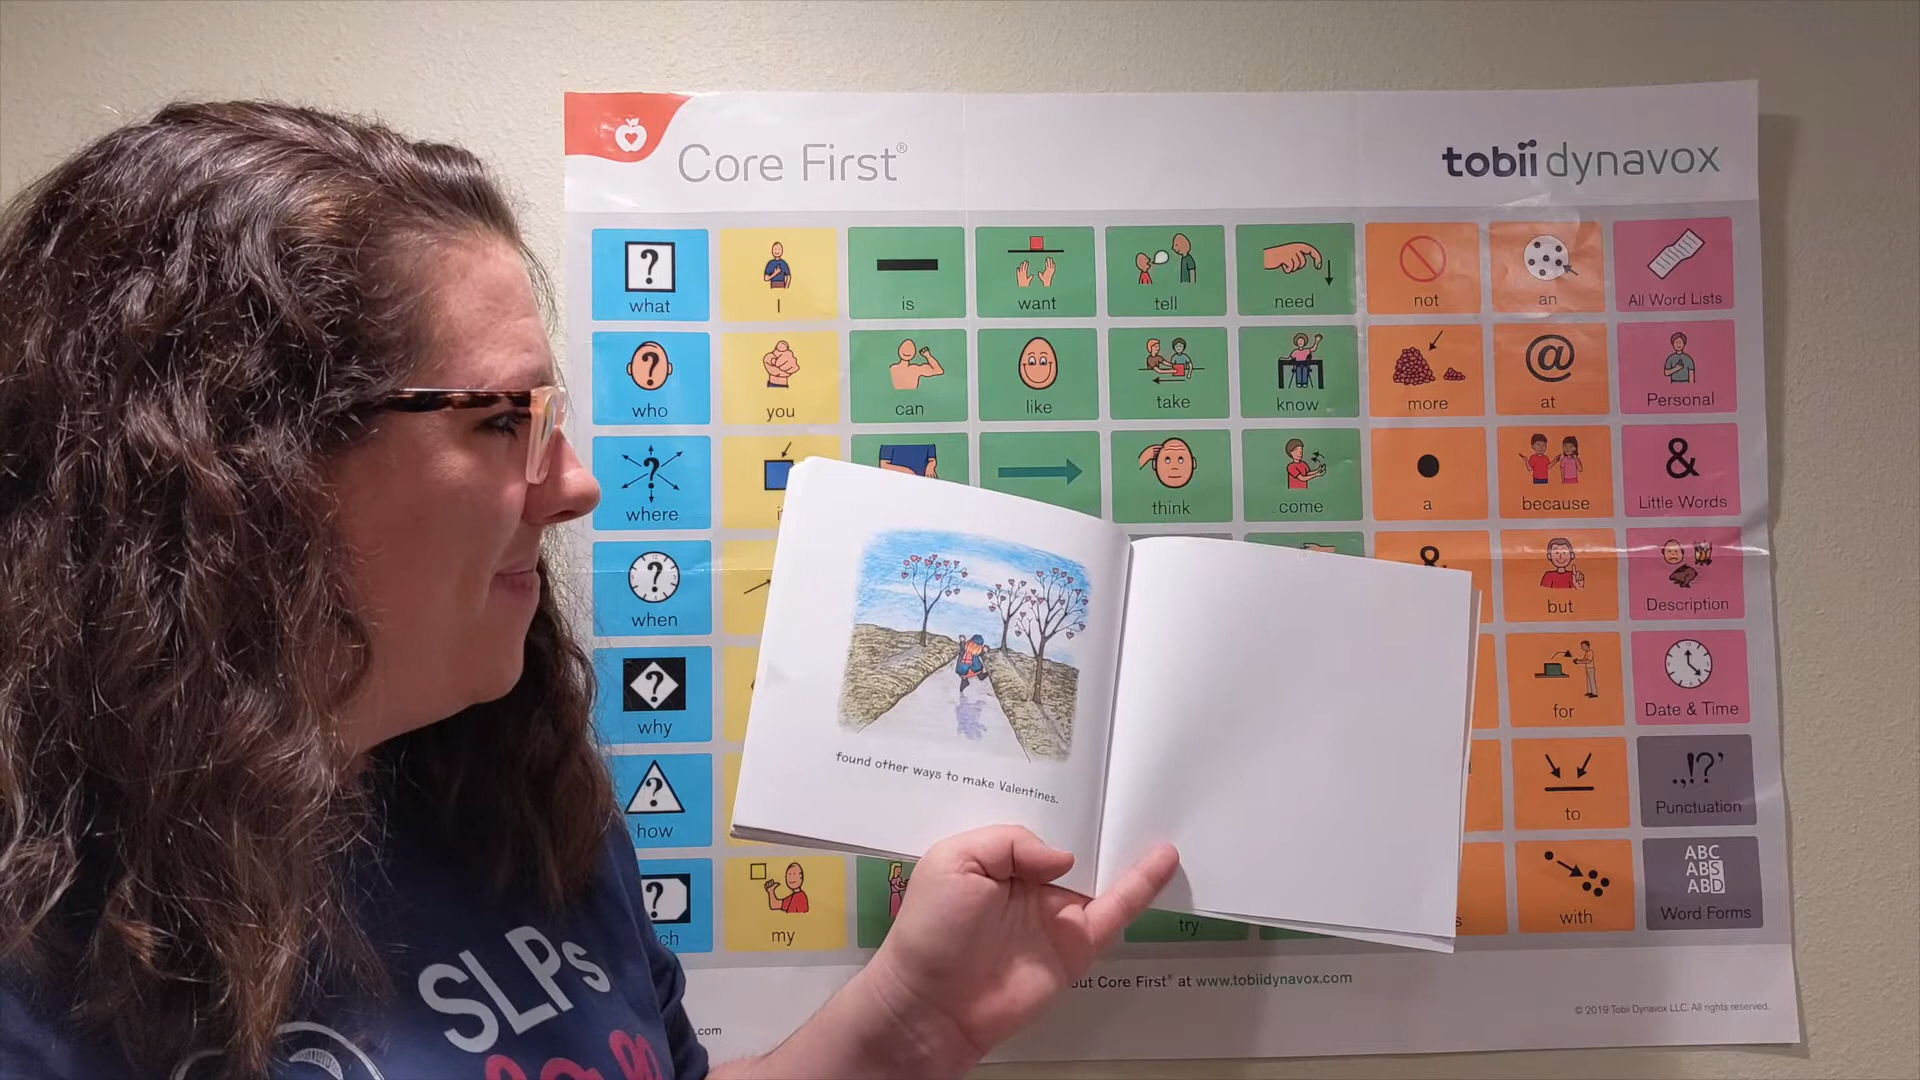 Core First®
tobii dynavox
what I is want tell need not an All Word Lists
who you can like take know more at Personal
where think come a because & Little Words
when & but Description
why for Date & Time
how to .,!?’ Punctuation
my try with ABC ABS ABD Word Forms
found other ways to make Valentines.
Core First® at www.tobiidynavox.com
.com
© 2019 Tobii Dynavox LLC. All rights reserved.
SLPs